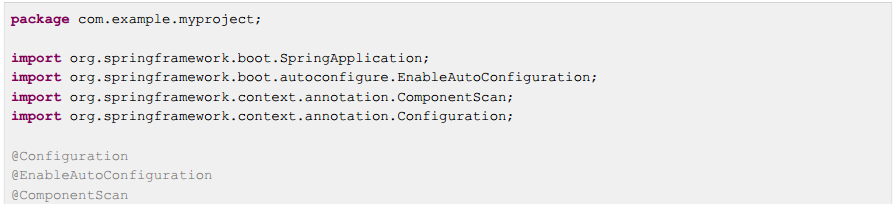 package com.example.myproject;
import org.springframework.boot.SpringApplication;
import org.springframework.boot.autoconfigure.EnableAutoConfiguration;
import org.springframework.context.annotation.ComponentScan;
import org.springframework.context.annotation.Configuration;
@Configuration
@EnableAutoConfiguration
@ComponentScan